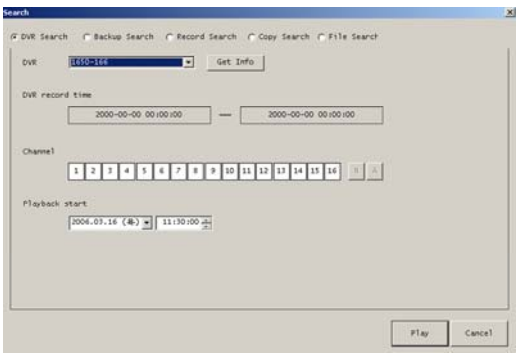 Search
DVR Search Backup Search Record Search Copy Search File Search
DVR 1650-166 Get Info
DVR record time
2000-00-00 00:00:00 — 2000-00-00 00:00:00
Channel
1 2 3 4 5 6 7 8 9 10 11 12 13 14 15 16 A
Playback start
2006.03.16 (목) 11:30:00
Play Cancel